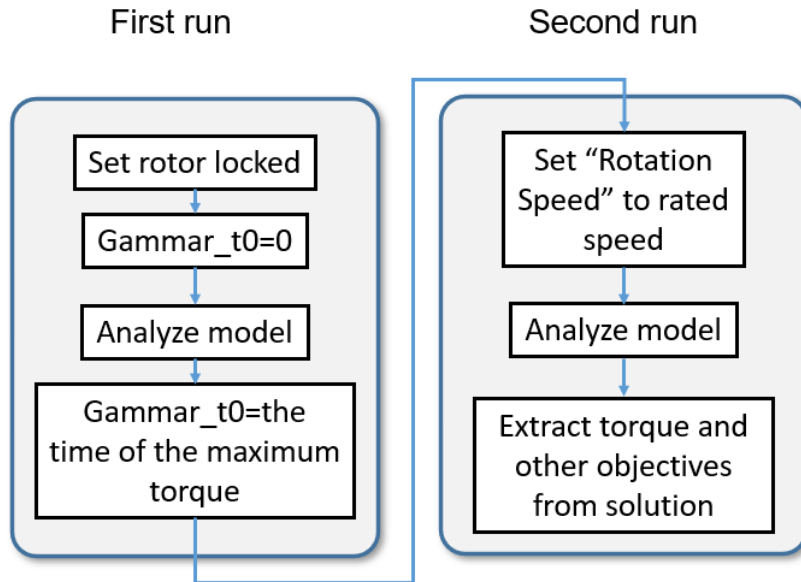 First run
Set rotor locked
Gammar_t0=0
Analyze model
Gammar_t0=the
time of the maximum
torque
Second run
Set “Rotation
Speed” to rated
speed
Analyze model
Extract torque and
other objectives
from solution